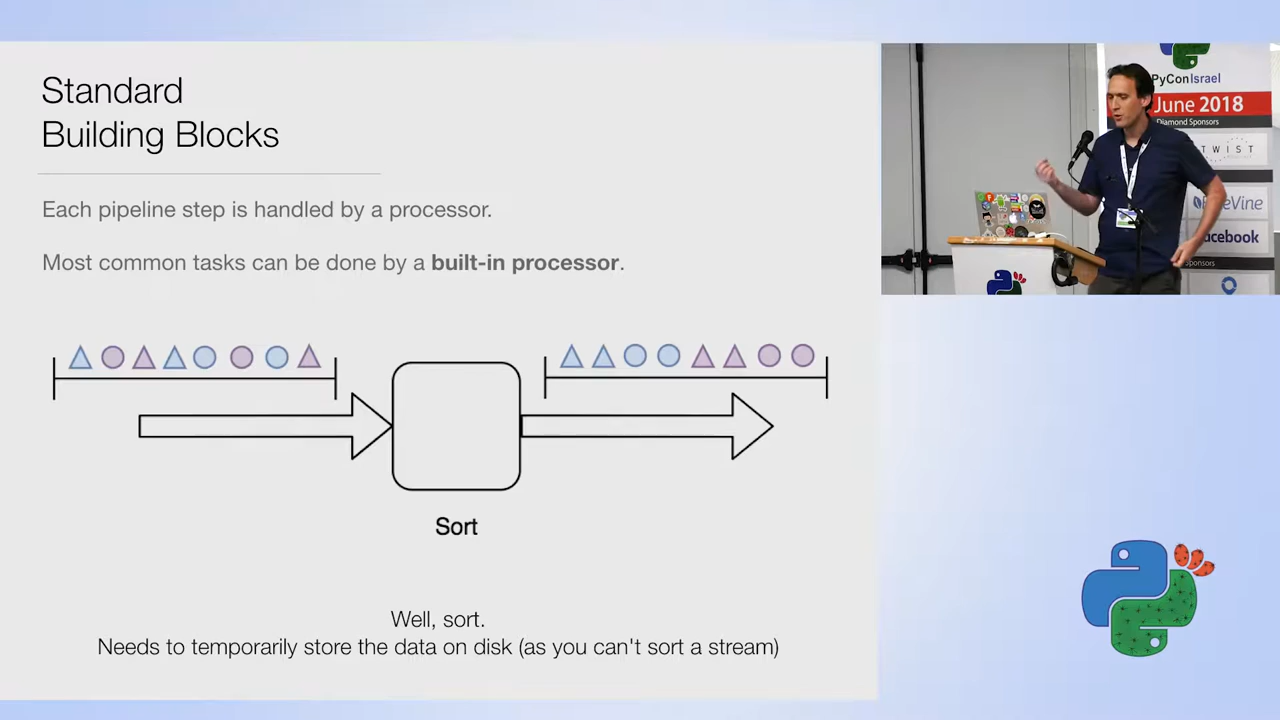 Standard
Building Blocks
Each pipeline step is handled by a processor.
Most common tasks can be done by a built-in processor.
Sort
Well, sort.
Needs to temporarily store the data on disk (as you can't sort a stream)
PyConIsrael
June 2018
Diamond Sponsors
TWIST
facebook